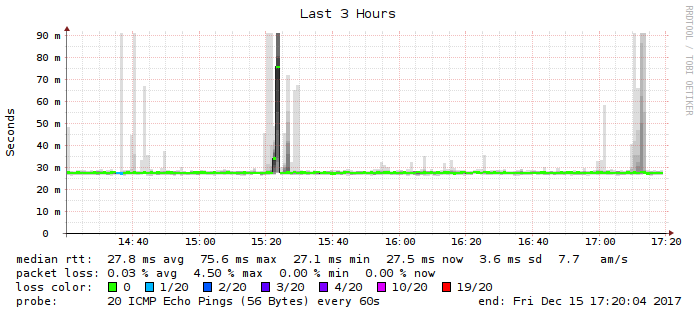 Last 3 Hours
RRDTOOL / TOBI OETIKER
Seconds
90 m
80 m
70 m
60 m
50 m
40 m
30 m
20 m
10 m
0
14:40 15:00 15:20 15:40 16:00 16:20 16:40 17:00 17:20
median rtt: 27.8 ms avg 75.6 ms max 27.1 ms min 27.5 ms now 3.6 ms sd 7.7 am/s
packet loss: 0.03 % avg 4.50 % max 0.00 % min 0.00 % now
loss color: 0 1/20 2/20 3/20 4/20 10/20 19/20
probe: 20 ICMP Echo Pings (56 Bytes) every 60s end: Fri Dec 15 17:20:04 2017